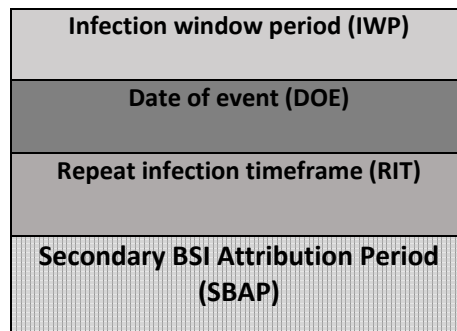 Infection window period (IWP)
Date of event (DOE)
Repeat infection timeframe (RIT)
Secondary BSI Attribution Period
(SBAP)